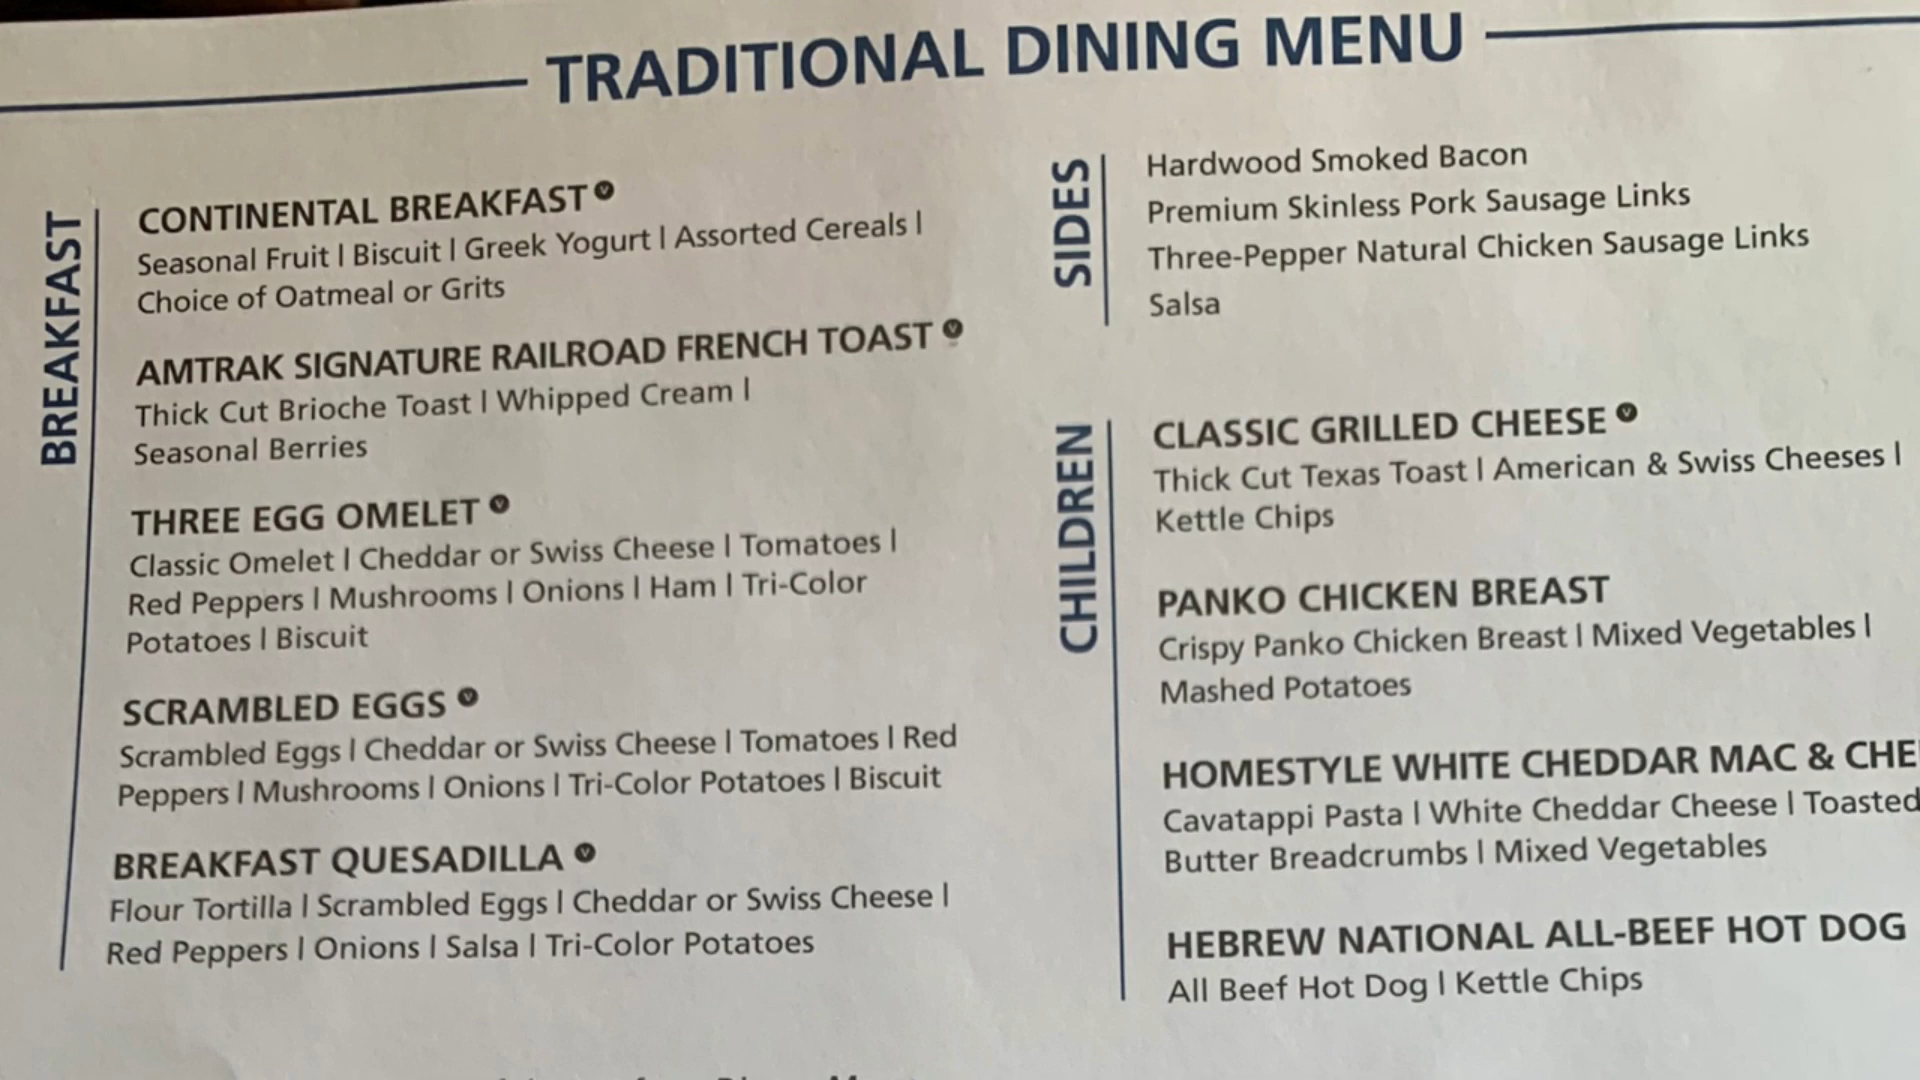 TRADITIONAL DINING MENU
BREAKFAST
CONTINENTAL BREAKFAST V
Seasonal Fruit | Biscuit | Greek Yogurt | Assorted Cereals |
Choice of Oatmeal or Grits
AMTRAK SIGNATURE RAILROAD FRENCH TOAST V
Thick Cut Brioche Toast | Whipped Cream |
Seasonal Berries
THREE EGG OMELET V
Classic Omelet | Cheddar or Swiss Cheese | Tomatoes |
Red Peppers | Mushrooms | Onions | Ham | Tri-Color
Potatoes | Biscuit
SCRAMBLED EGGS V
Scrambled Eggs | Cheddar or Swiss Cheese | Tomatoes | Red
Peppers | Mushrooms | Onions | Tri-Color Potatoes | Biscuit
BREAKFAST QUESADILLA V
Flour Tortilla | Scrambled Eggs | Cheddar or Swiss Cheese |
Red Peppers | Onions | Salsa | Tri-Color Potatoes
SIDES
Hardwood Smoked Bacon
Premium Skinless Pork Sausage Links
Three-Pepper Natural Chicken Sausage Links
Salsa
CHILDREN
CLASSIC GRILLED CHEESE V
Thick Cut Texas Toast | American & Swiss Cheeses |
Kettle Chips
PANKO CHICKEN BREAST
Crispy Panko Chicken Breast | Mixed Vegetables |
Mashed Potatoes
HOMESTYLE WHITE CHEDDAR MAC & CHE
Cavatappi Pasta | White Cheddar Cheese | Toasted
Butter Breadcrumbs | Mixed Vegetables
HEBREW NATIONAL ALL-BEEF HOT DOG
All Beef Hot Dog | Kettle Chips